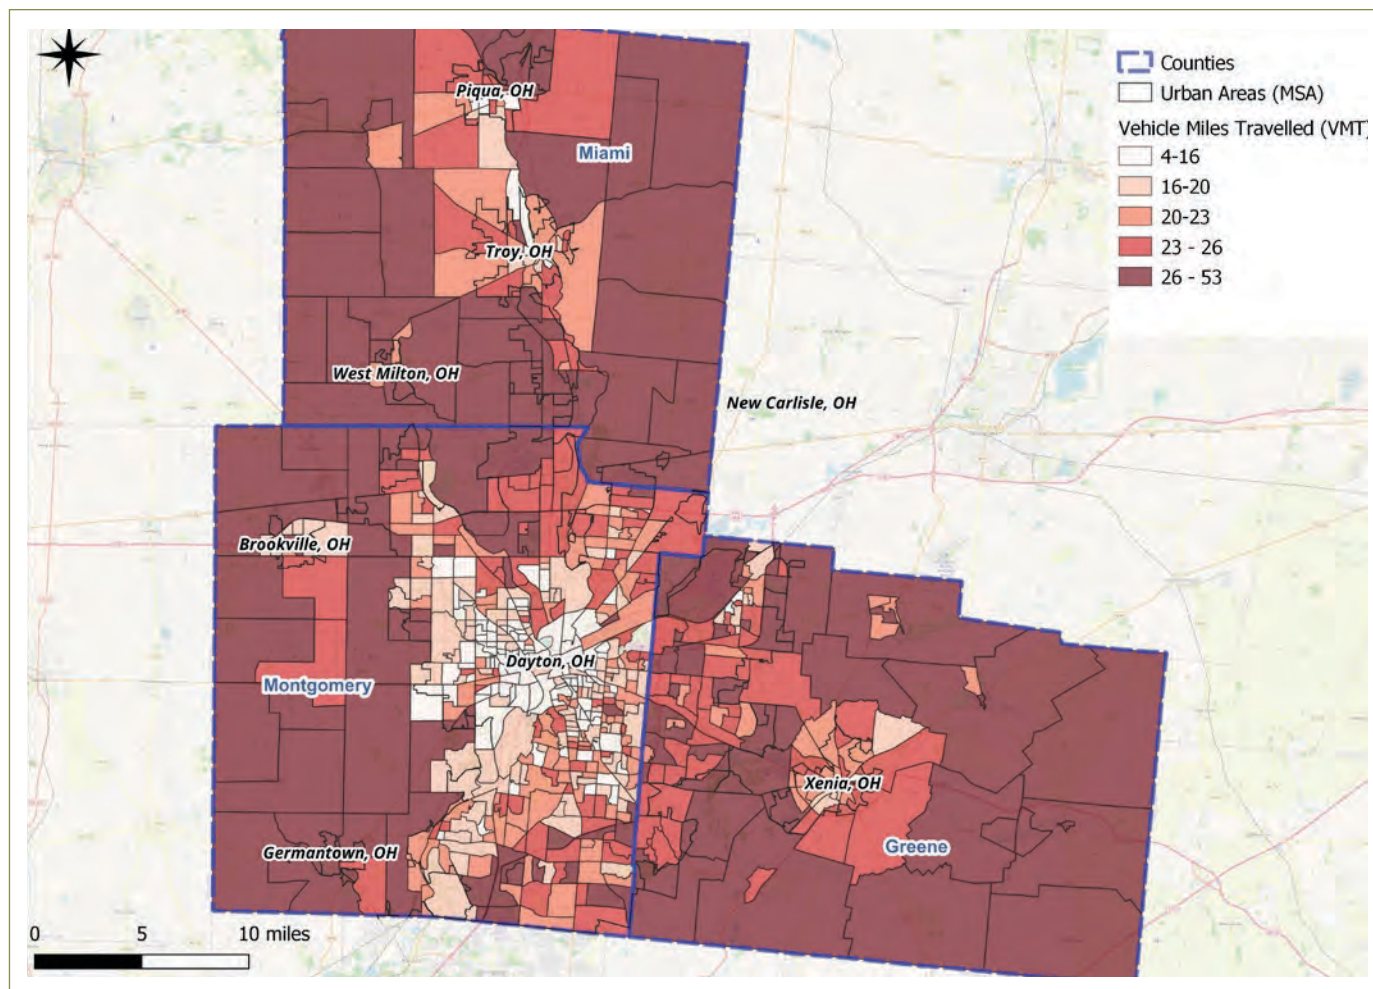 Counties
Urban Areas (MSA)
Vehicle Miles Travelled (VMT)
4-16
16-20
20-23
23 - 26
26 - 53
Piqua, OH
Miami
Troy, OH
West Milton, OH
New Carlisle, OH
Brookville, OH
Dayton, OH
Montgomery
Xenia, OH
Greene
Germantown, OH
0 5 10 miles